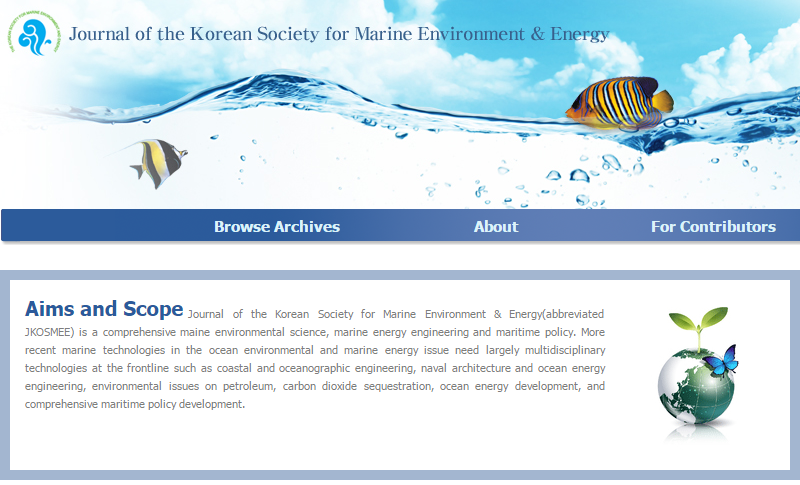 Journal of the Korean Society for Marine Environment & Energy
Browse Archives
About
For Contributors
Aims and Scope Journal of the Korean Society for Marine Environment & Energy(abbreviated
JKOSMEE) is a comprehensive maine environmental science, marine energy engineering and maritime policy. More
recent marine technologies in the ocean environmental and marine energy issue need largely multidisciplinary
technologies at the frontline such as coastal and oceanographic engineering, naval architecture and ocean energy
engineering, environmental issues on petroleum, carbon dioxide sequestration, ocean energy development, and
comprehensive maritime policy development.